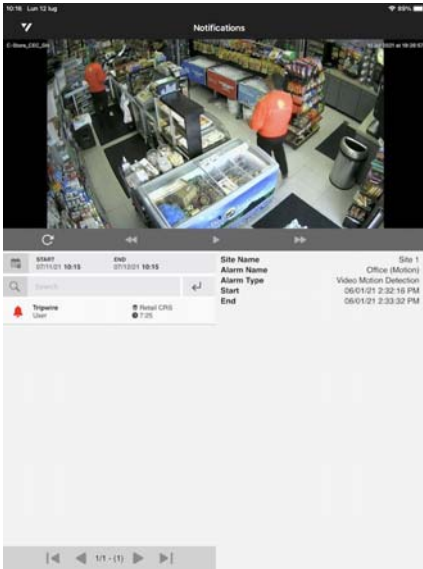 10:16 Lun 12 lug
89%
Notifications
START
07/11/21 10:15
END
07/12/21 10:15
Search
Tripwire
User
Retail CRS
7:25
Site Name Site 1
Alarm Name Office (Motion)
Alarm Type Video Motion Detection
Start 06/01/21 2:32:16 PM
End 06/01/21 2:33:32 PM
1/1 - (1)